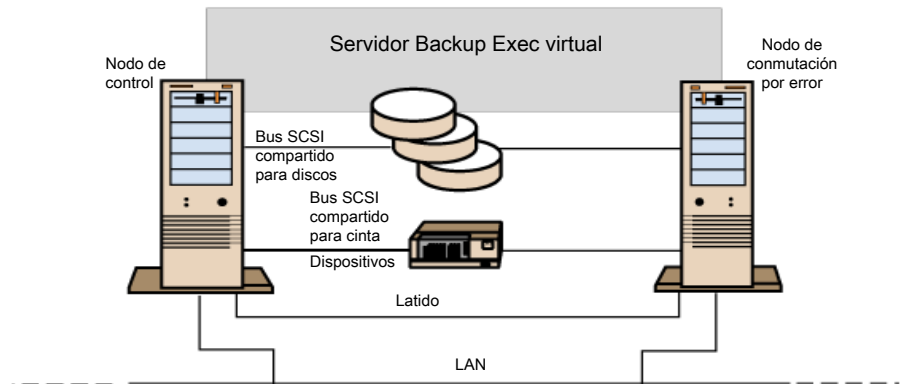 Servidor Backup Exec virtual
Nodo de
control
Nodo de
conmutación
por error
Bus SCSI
compartido
para discos
Bus SCSI
compartido
para cinta
Dispositivos
Latido
LAN